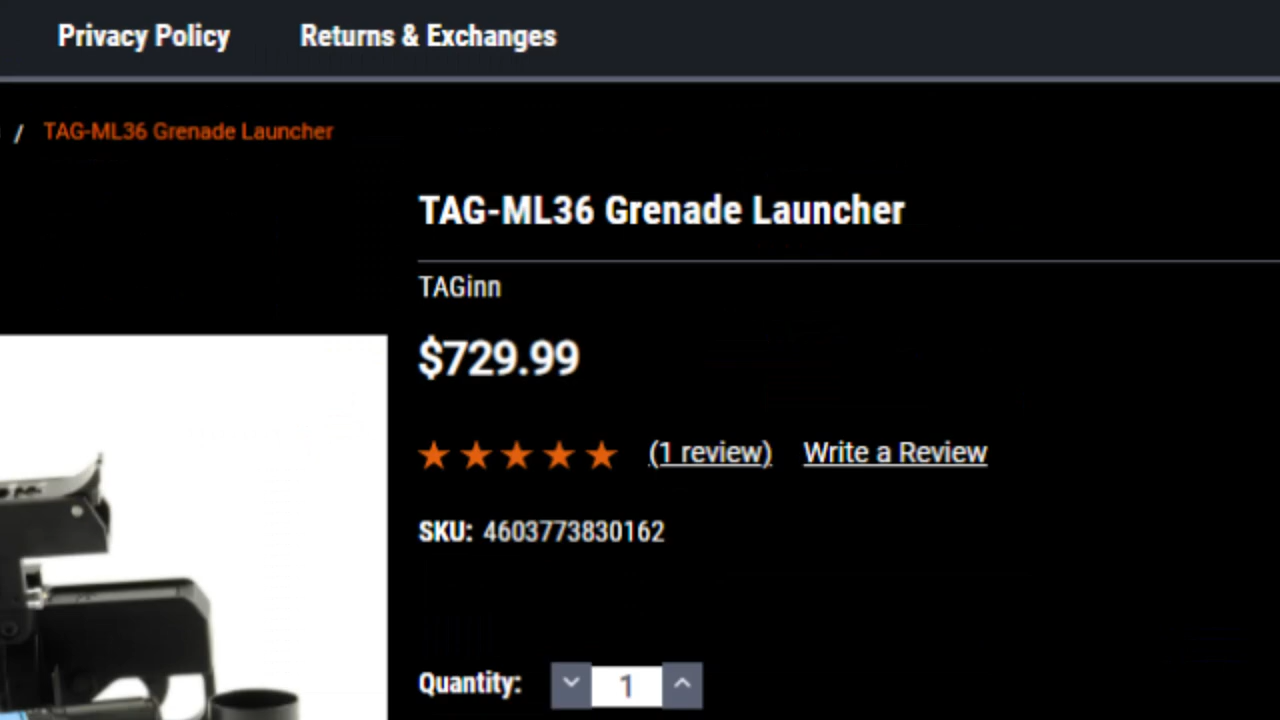 Privacy Policy Returns & Exchanges
/ TAG-ML36 Grenade Launcher
TAG-ML36 Grenade Launcher
TAGinn
$729.99
(1 review) Write a Review
SKU: 4603773830162
Quantity: 1